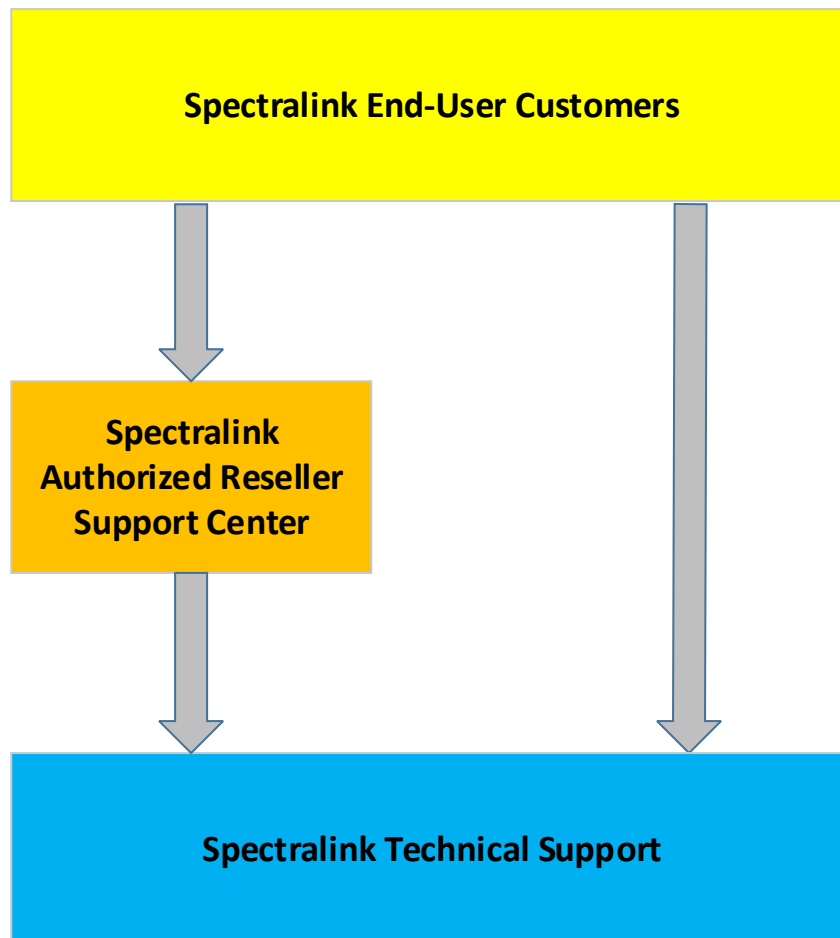 Spectralink End-User Customers
Spectralink
Authorized Reseller
Support Center
Spectralink Technical Support